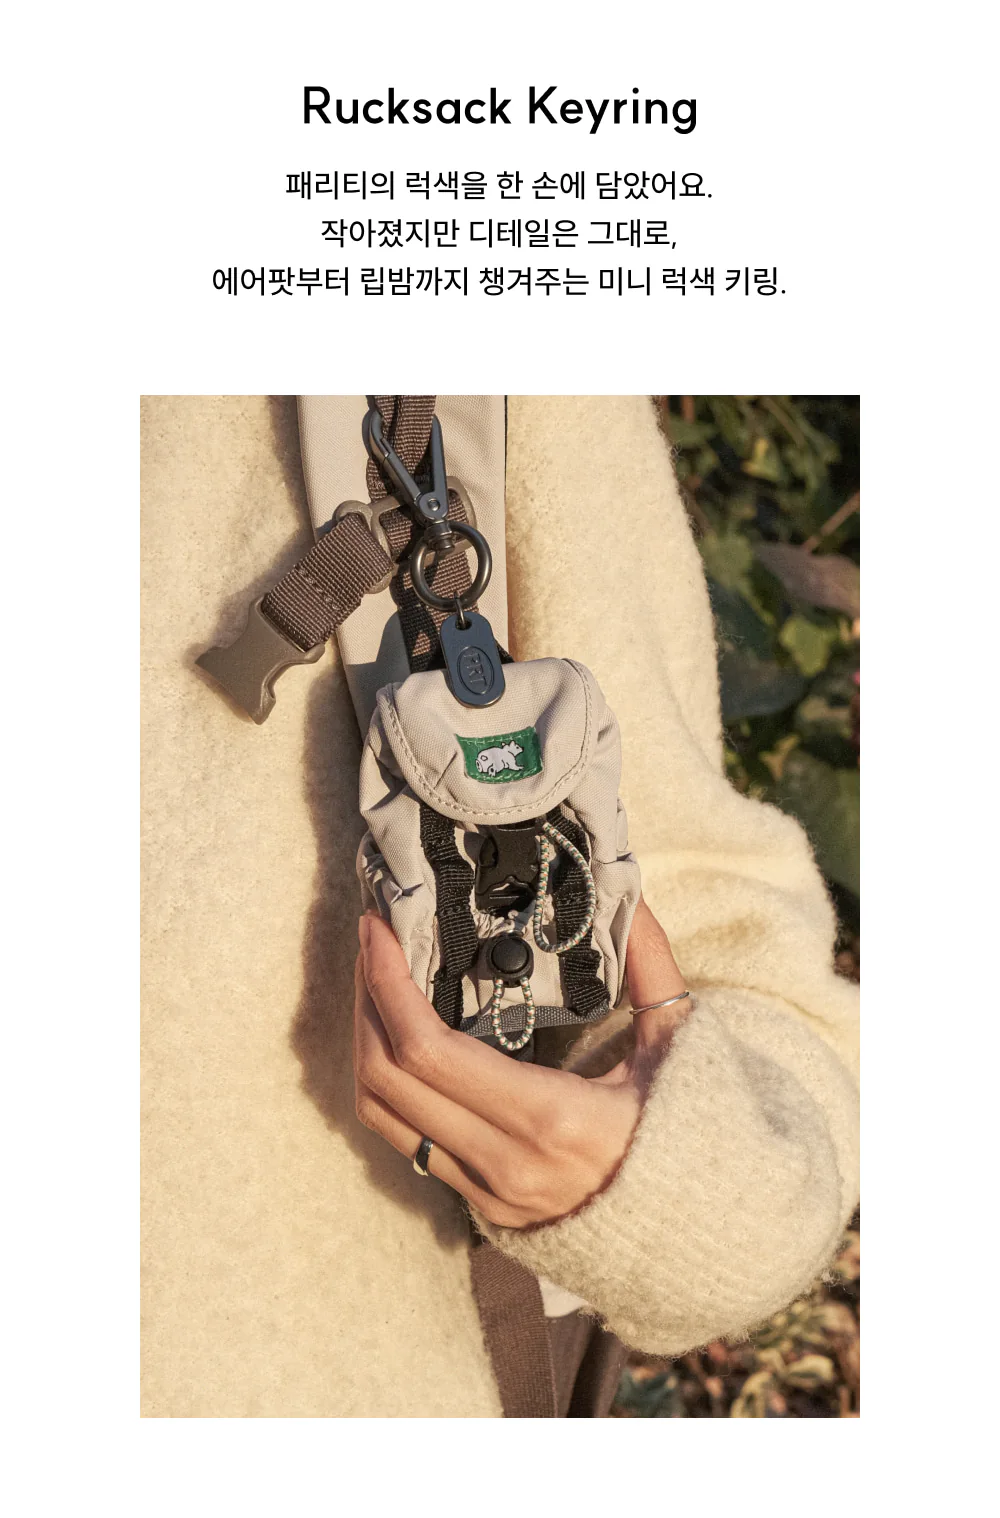 Rucksack Keyring
패리티의 럭색을 한 손에 담았어요.
작아졌지만 디테일은 그대로,
에어팟부터 립밤까지 챙겨주는 미니 럭색 키링.
PRT